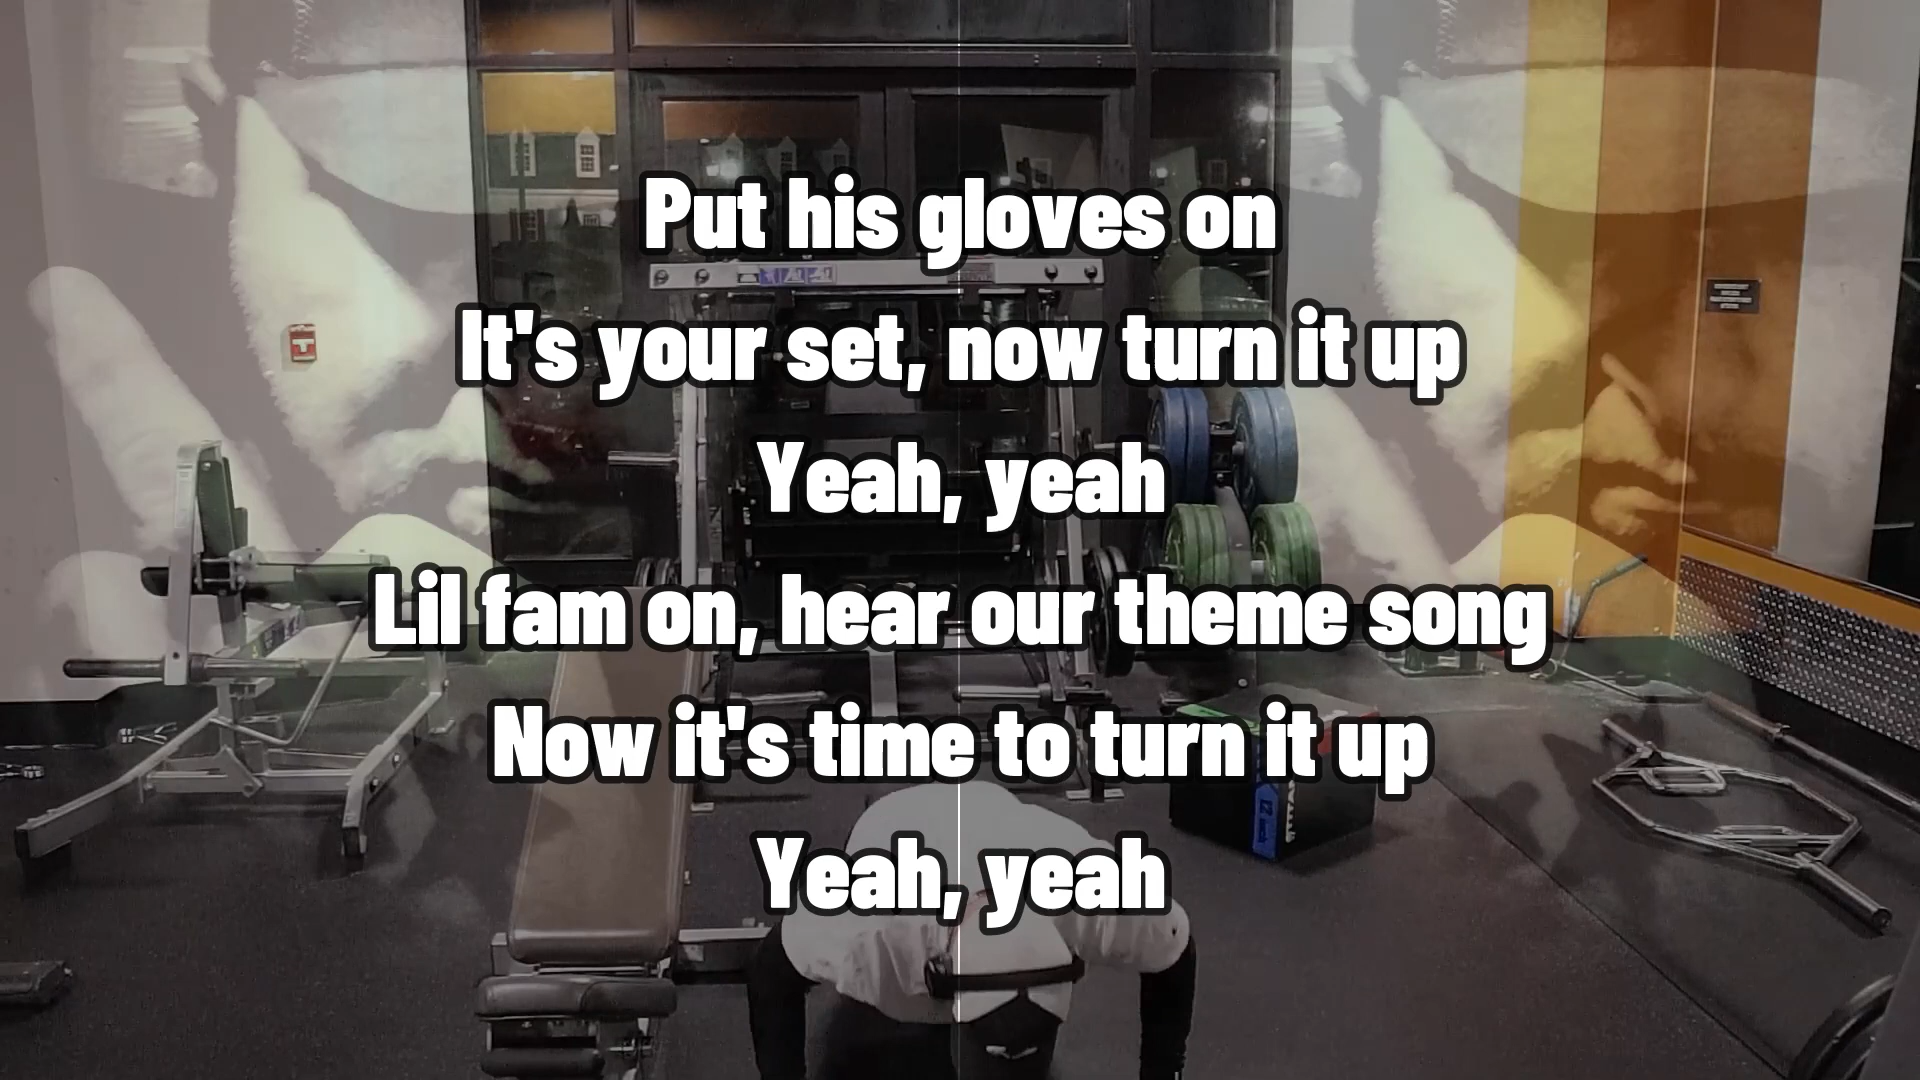 Put his gloves on
It's your set, now turn it up
Yeah, yeah
Lil fam on, hear our theme song
Now it's time to turn it up
Yeah, yeah